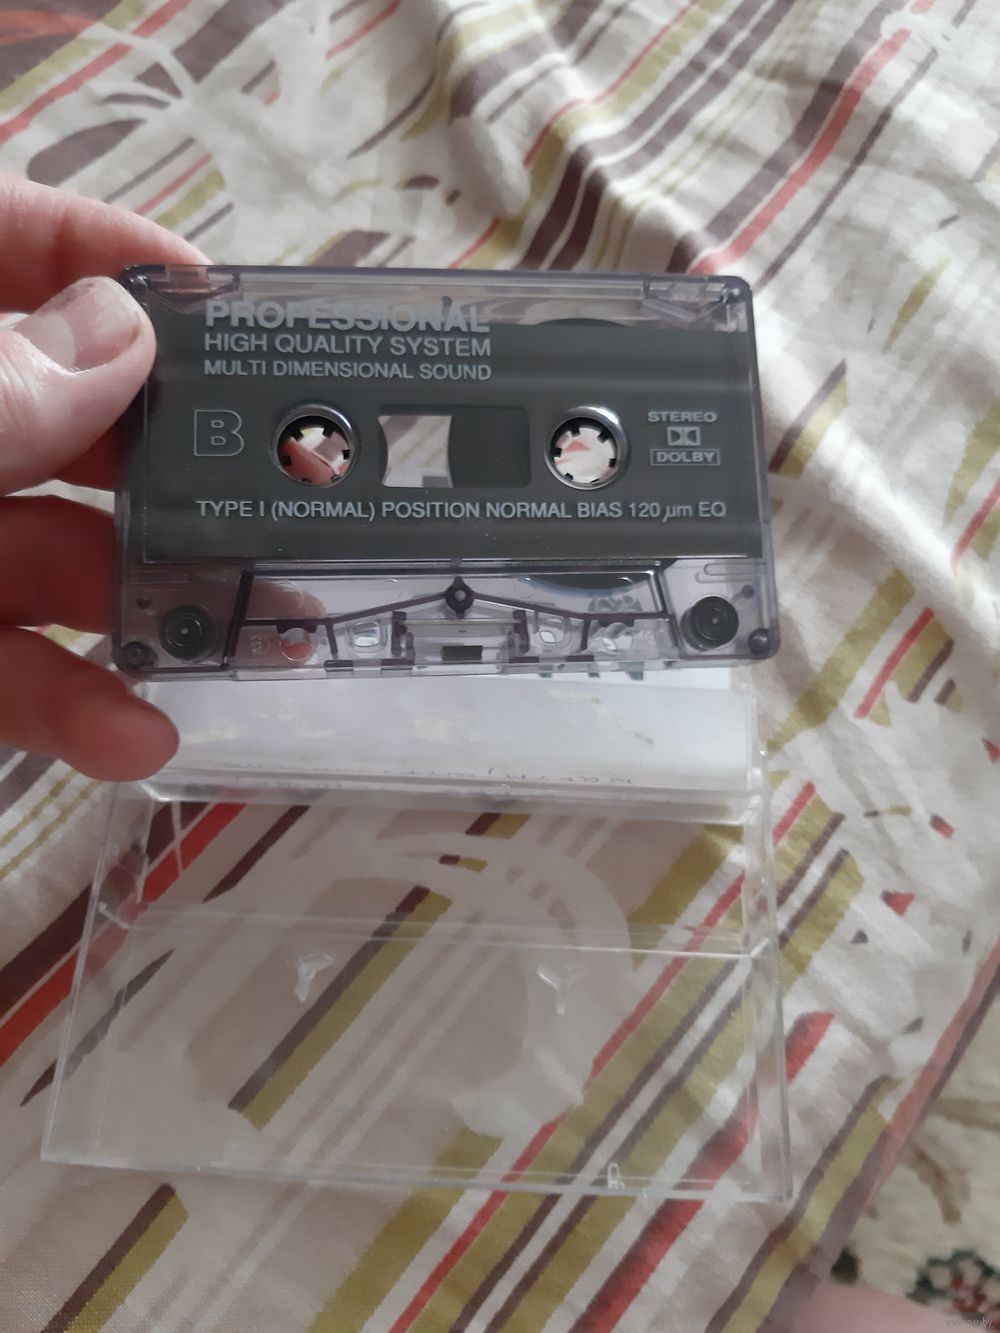 PROFESSIONAL
HIGH QUALITY SYSTEM
MULTI DIMENSIONAL SOUND
B
STEREO
DOLBY
TYPE I (NORMAL) POSITION NORMAL BIAS 120 µm EQ